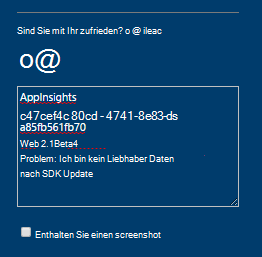 Sind Sie mit Ihr zufrieden? o @ ileac
o@
AppInsights
c47cef4c 80cd - 4741 - 8e83-ds
a85fb561fb70
Web 2.1Beta4
Problem: Ich bin kein Liebhaber Daten
nach SDK Update
Enthalten Sie einen screenshot